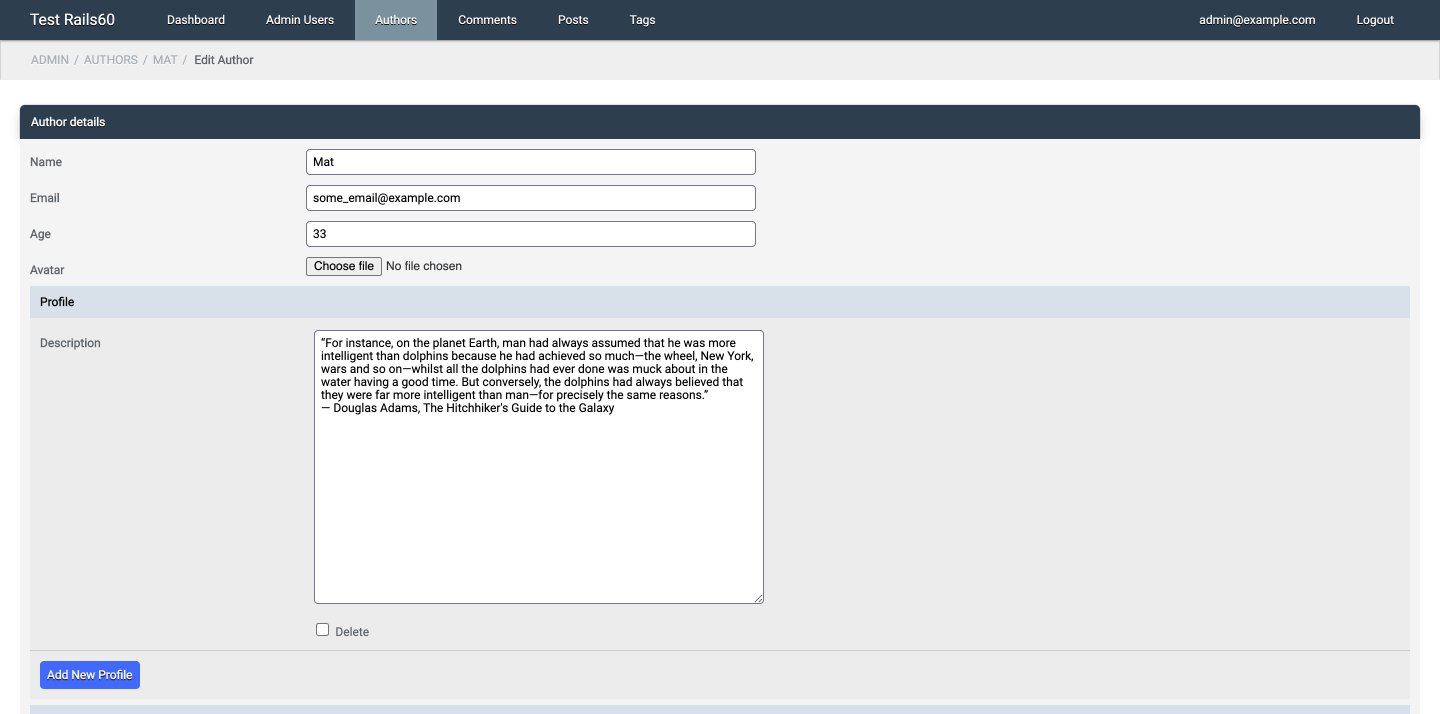 Test Rails60 Dashboard Admin Users Authors Comments Posts Tags admin@example.com Logout
ADMIN / AUTHORS / MAT / Edit Author
Author details
Name Mat
Email some_email@example.com
Age 33
Avatar Choose file No file chosen
Profile
Description
“For instance, on the planet Earth, man had always assumed that he was more
intelligent than dolphins because he had achieved so much—the wheel, New York,
wars and so on—whilst all the dolphins had ever done was muck about in the
water having a good time. But conversely, the dolphins had always believed that
they were far more intelligent than man—for precisely the same reasons.”
— Douglas Adams, The Hitchhiker's Guide to the Galaxy
Delete
Add New Profile